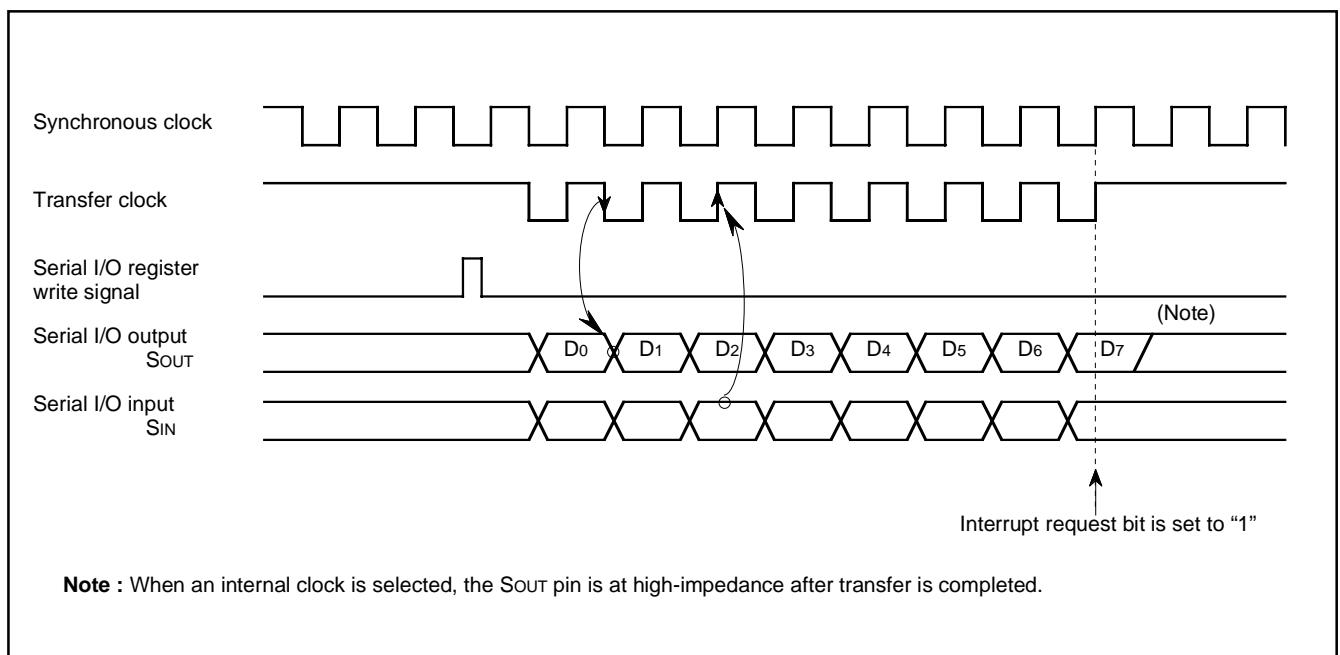 Synchronous clock
Transfer clock
Serial I/O register
write signal
(Note)
Serial I/O output
SOUT
D0 D1 D2 D3 D4 D5 D6 D7
Serial I/O input
SIN
Interrupt request bit is set to “1”
Note : When an internal clock is selected, the SOUT pin is at high-impedance after transfer is completed.